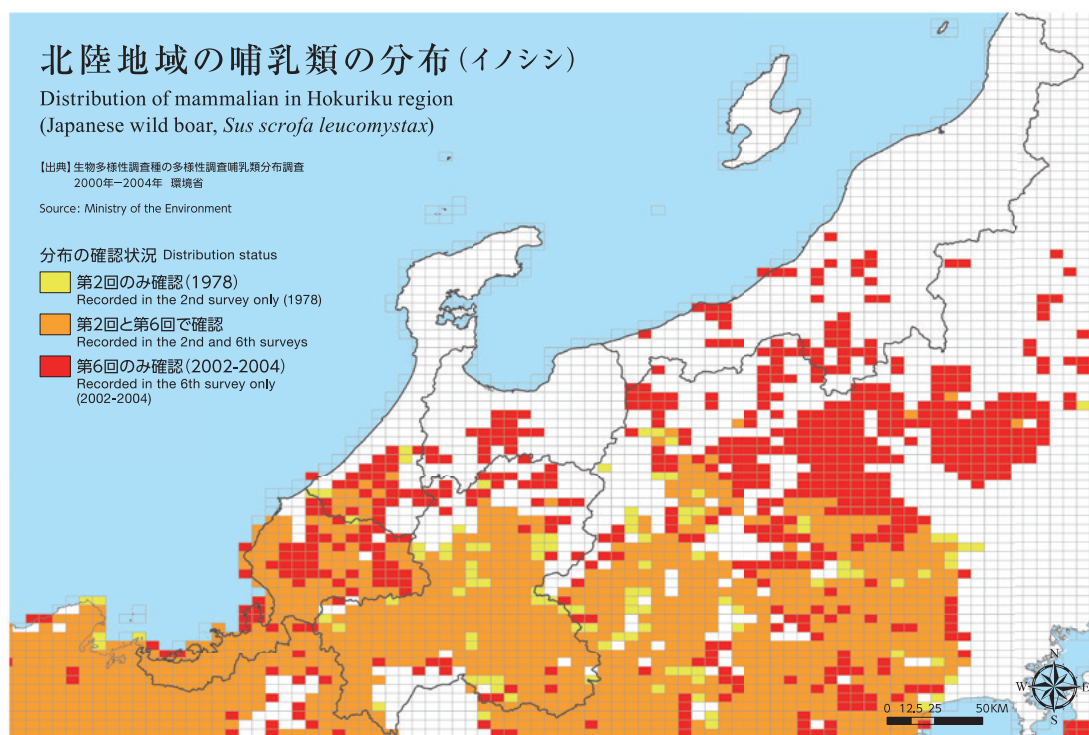 北陸地域の哺乳類の分布(イノシシ)
Distribution of mammalian in Hokuriku region
(Japanese wild boar, Sus scrofa leucomystax)
【出典】生物多様性調査種の多様性調査哺乳類分布調査
2000年−2004年 環境省
Source: Ministry of the Environment
分布の確認状況 Distribution status
第2回のみ確認(1978)
Recorded in the 2nd survey only (1978)
第2回と第6回で確認
Recorded in the 2nd and 6th surveys
第6回のみ確認(2002-2004)
Recorded in the 6th survey only
(2002-2004)
N
W E
S
0 12.5 25 50KM